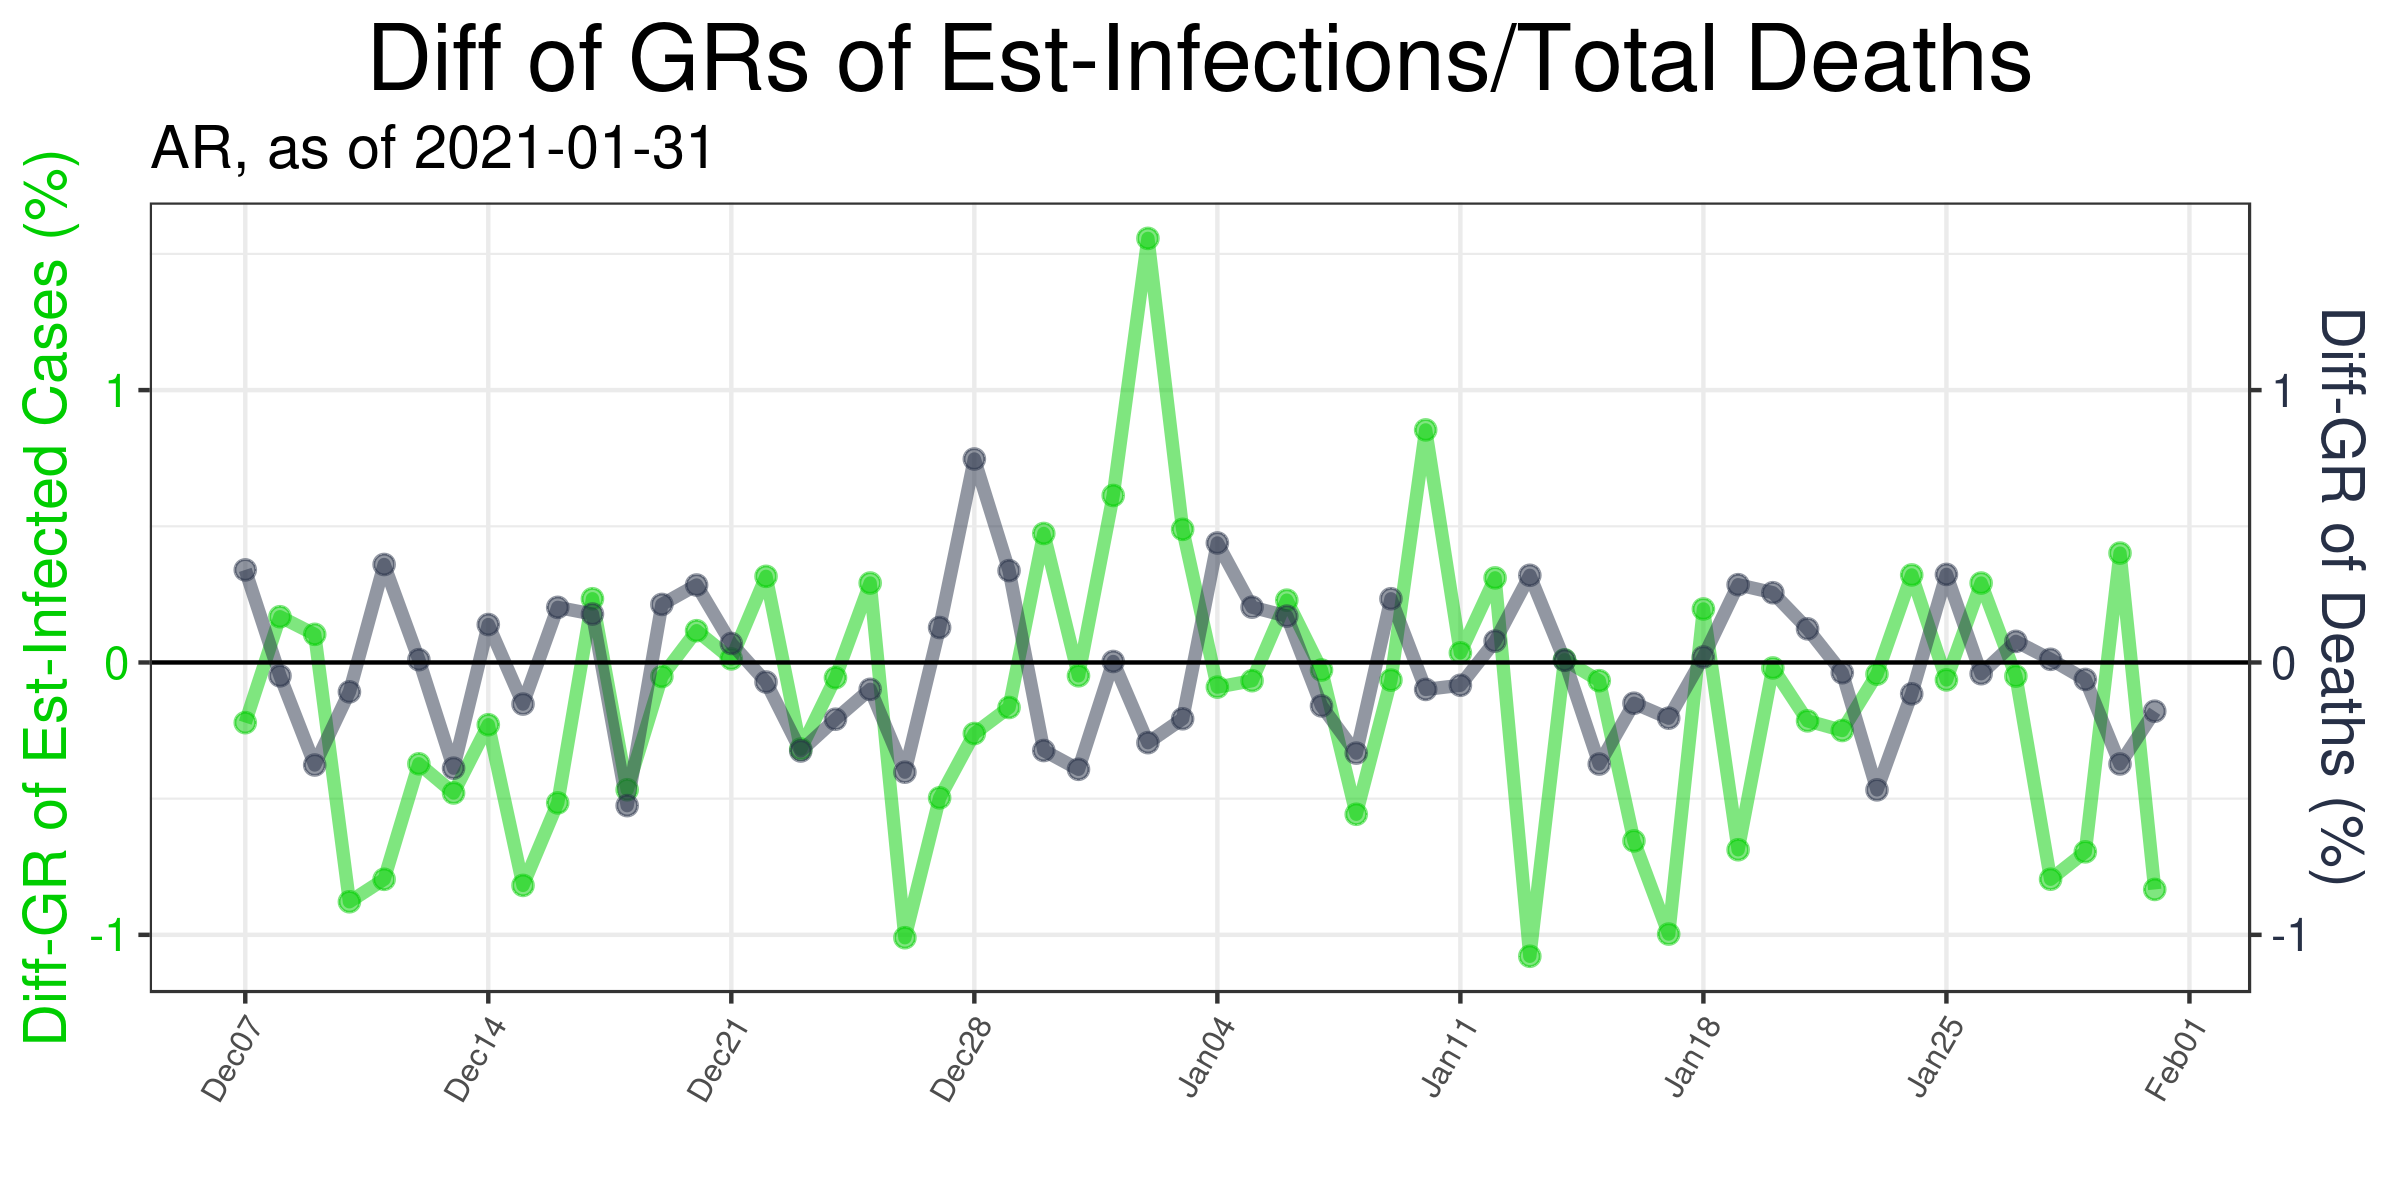 Diff of GRs of Est-Infections/Total Deaths
AR, as of 2021-01-31
Diff-GR of Est-Infected Cases (%)
1
0
-1
1
0
-1
Diff-GR of Deaths (%)
Dec07
Dec14
Dec21
Dec28
Jan04
Jan11
Jan18
Jan25
Feb01